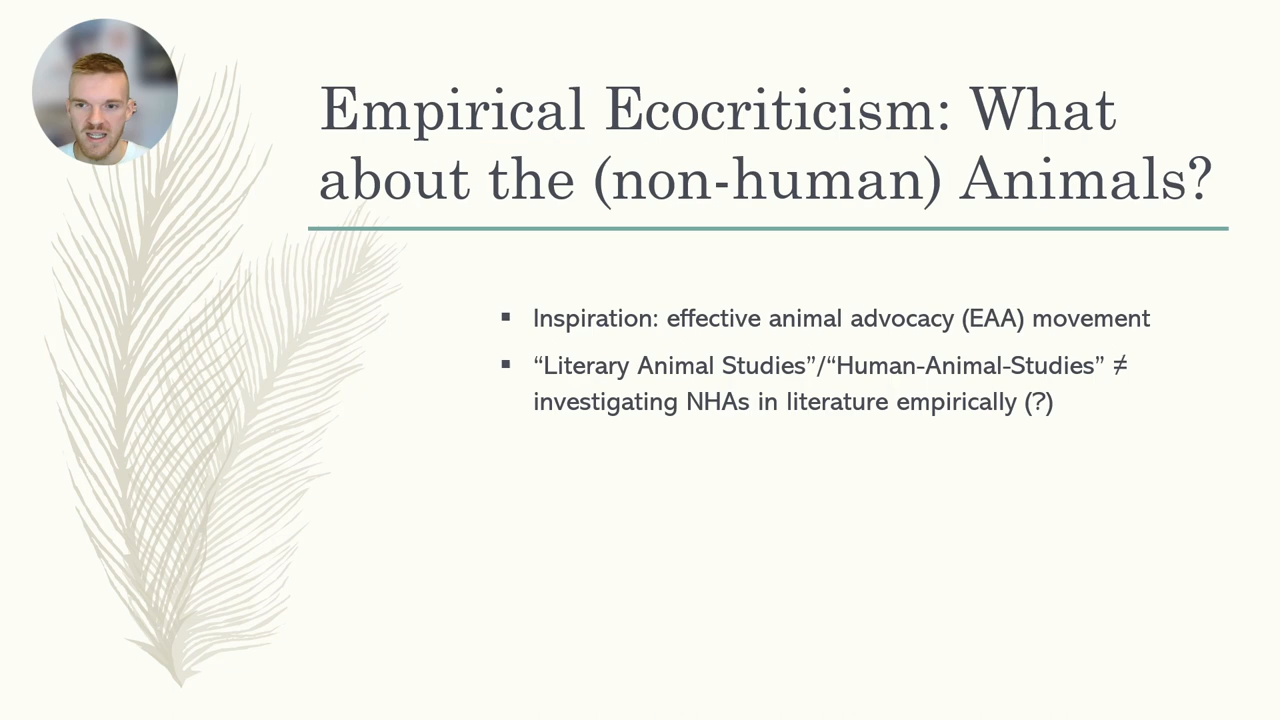 Empirical Ecocriticism: What
about the (non-human) Animals?
▪ Inspiration: effective animal advocacy (EAA) movement
▪ “Literary Animal Studies”/“Human-Animal-Studies” ≠
investigating NHAs in literature empirically (?)